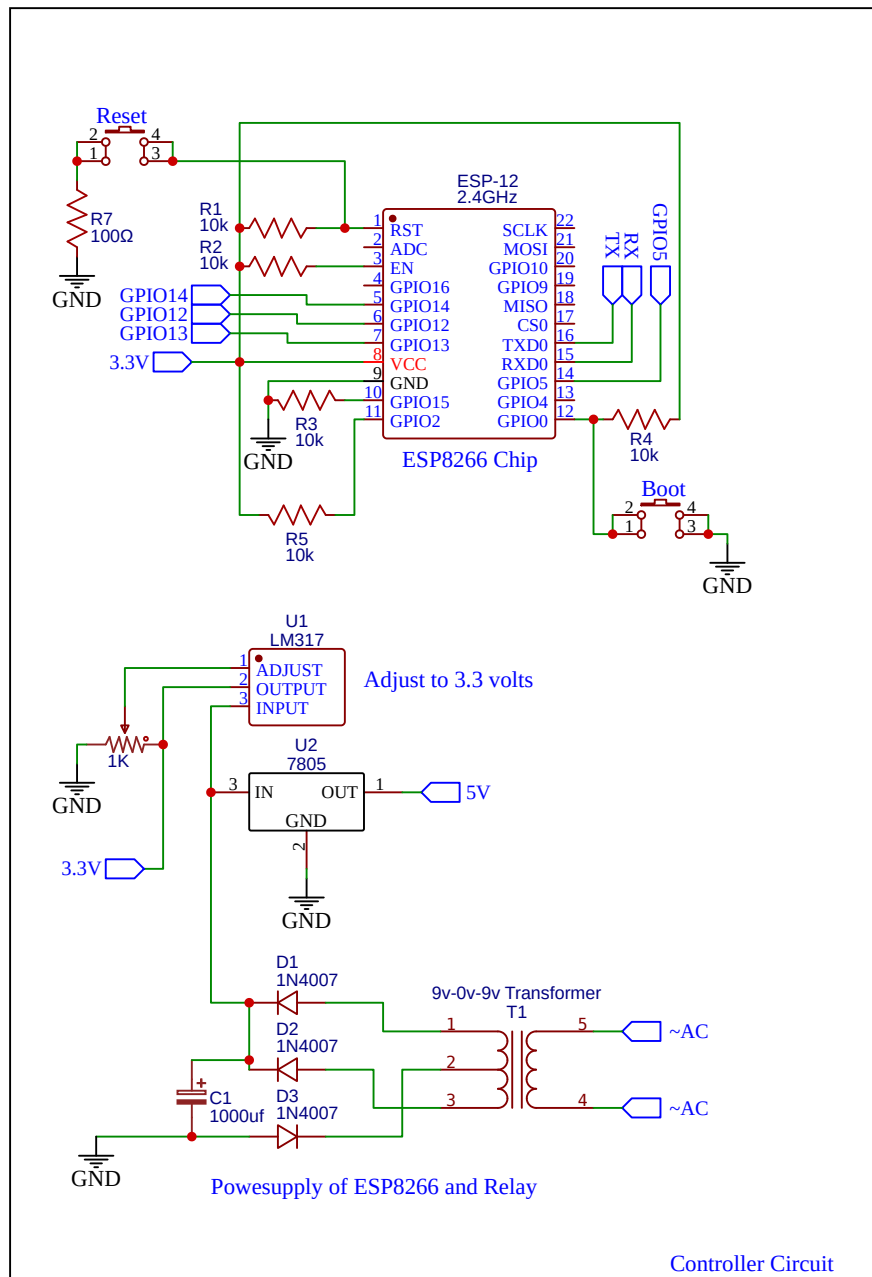 Reset
2 4
1 3
R7
100Ω
GND
ESP-12
2.4GHz
R1
10k
R2
10k
1 RST SCLK 22
2 ADC MOSI 21
3 EN GPIO10 20
4 GPIO16 GPIO9 19
5 GPIO14 MISO 18
6 GPIO12 CS0 17
7 GPIO13 TXD0 16
8 VCC RXD0 15
9 GND GPIO5 14
10 GPIO15 GPIO4 13
11 GPIO2 GPIO0 12
GPIO14
GPIO12
GPIO13
3.3V
TX
RX
GPIO5
R3
10k
GND
ESP8266 Chip
R4
10k
R5
10k
Boot
2 4
1 3
GND
U1
LM317
1 ADJUST
2 OUTPUT
3 INPUT
Adjust to 3.3 volts
1K
GND
U2
7805
3 IN OUT 1
GND
2
5V
GND
3.3V
D1
1N4007
D2
1N4007
D3
1N4007
9v-0v-9v Transformer
T1
1 5
2
3 4
~AC
~AC
+
C1
1000uf
GND
Powesupply of ESP8266 and Relay
Controller Circuit